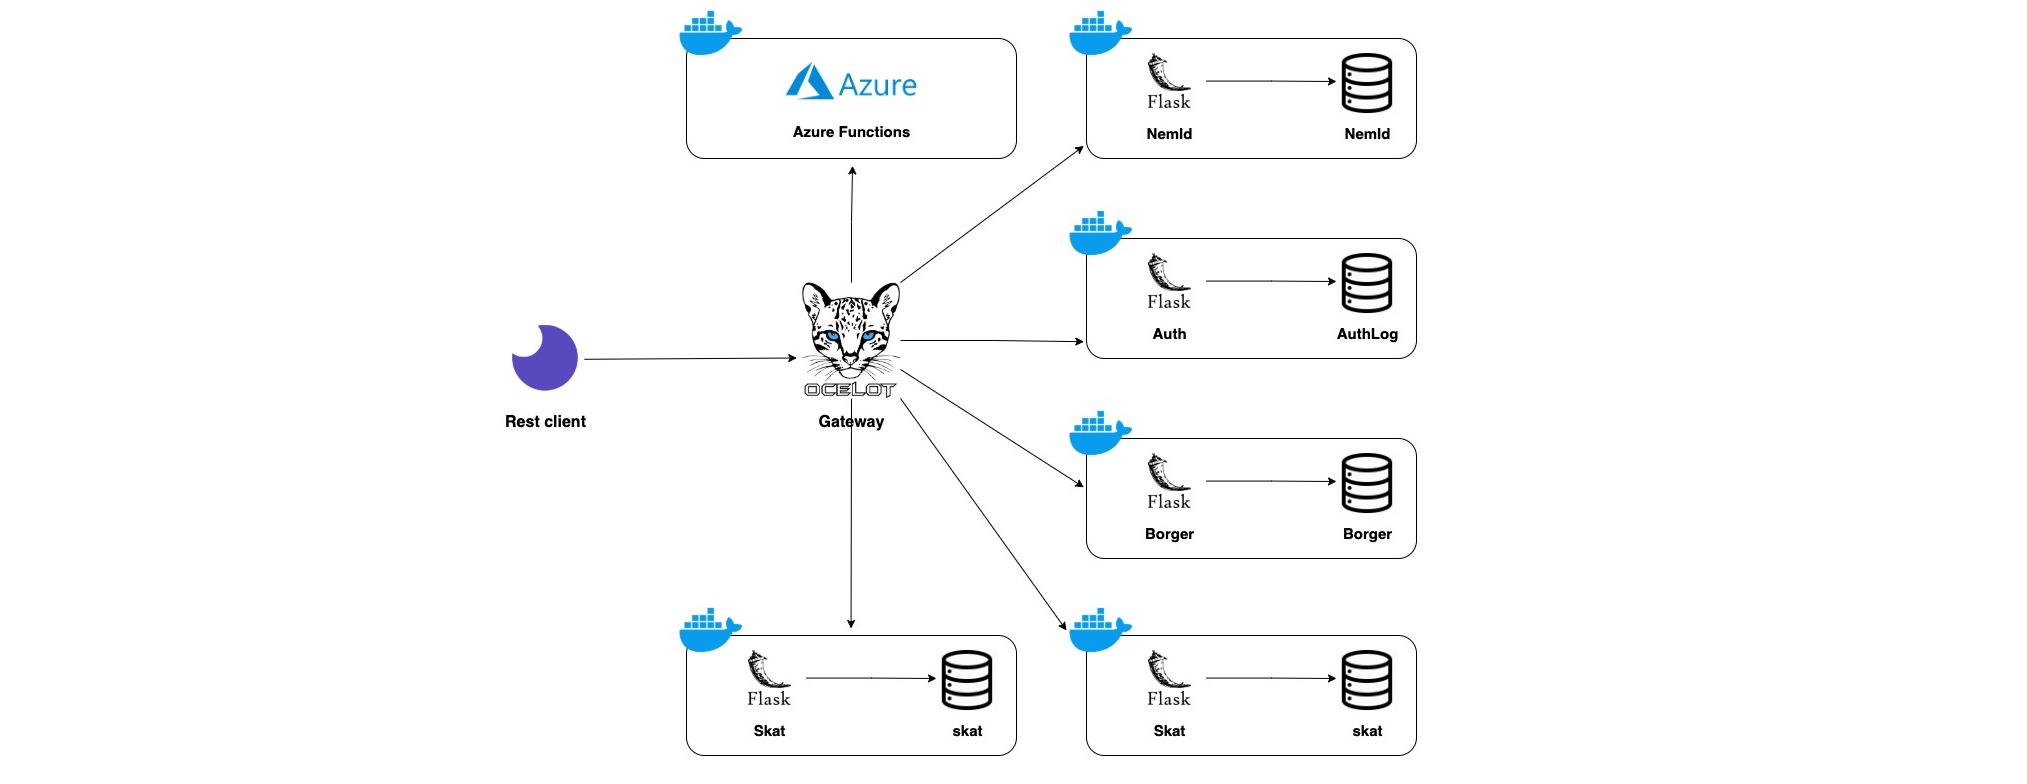 Azure
Azure Functions
Flask
NemId
NemId
Flask
Auth
AuthLog
Rest client
OCELOT
Gateway
Flask
Borger
Borger
Flask
Skat
skat
Flask
Skat
skat